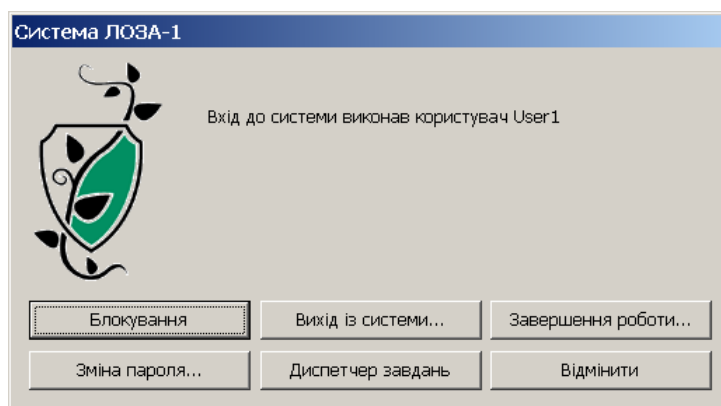 Система ЛОЗА-1
Вхід до системи виконав користувач User1
Блокування
Вихід із системи...
Завершення роботи...
Зміна пароля...
Диспетчер завдань
Відмінити